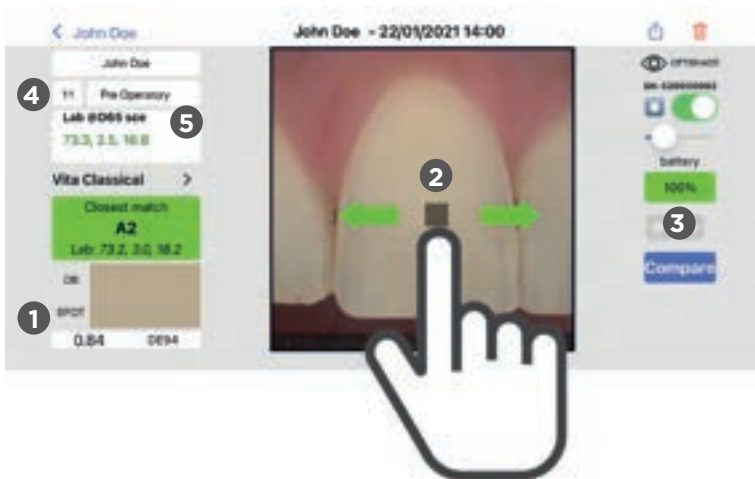 John Doe
John Doe - 22/01/2021 14:00
John Doe
4
11 Pre Operatory
Lab @D65 sce
5
73.3, 2.5, 16.8
Vita Classical >
Closest match
A2
Lab: 73.2, 3.0, 18.2
DB
1
SPOT
0.84 DE94
2
OPTISHADE
battery
100%
3
Compare